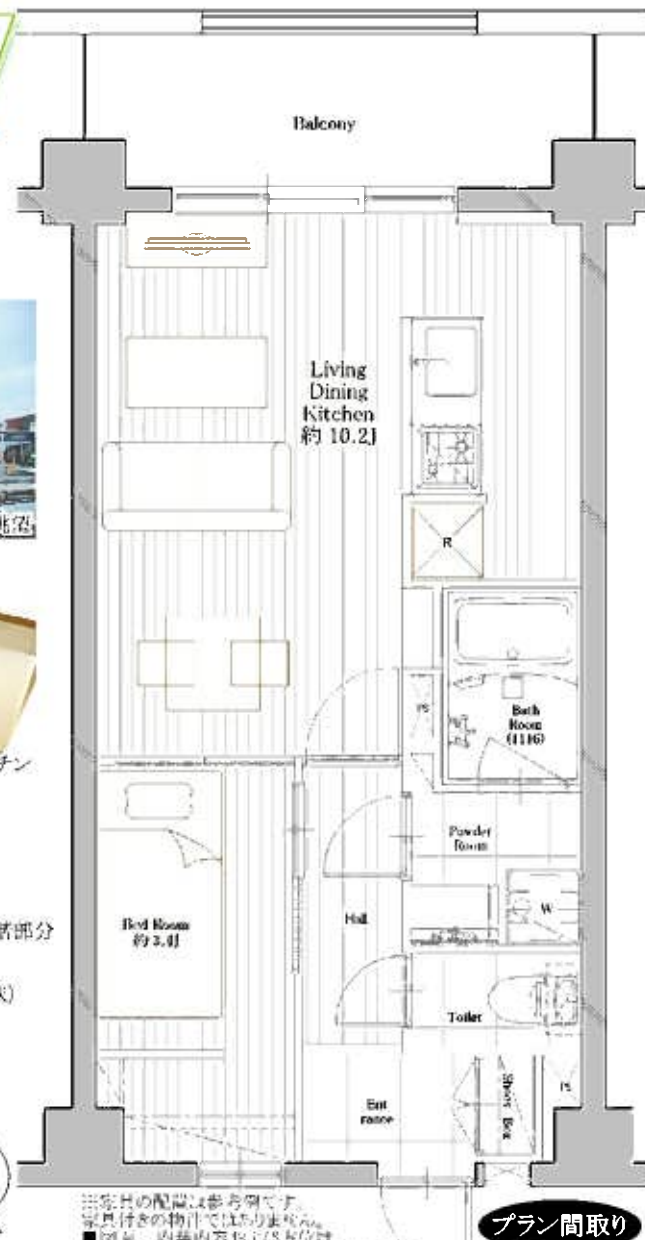 Balcony
Living
Dining
Kitchen
約 10.2J
R
PS
Bath
Room
(1116)
チン
Powder
Room
Hall
W
Bed Room
約 3.4J
部分
Toilet
Ent
rance
Shoes Box
PS
※家具の配置は参考例です。
家具付きの物件ではありません。
プラン間取り